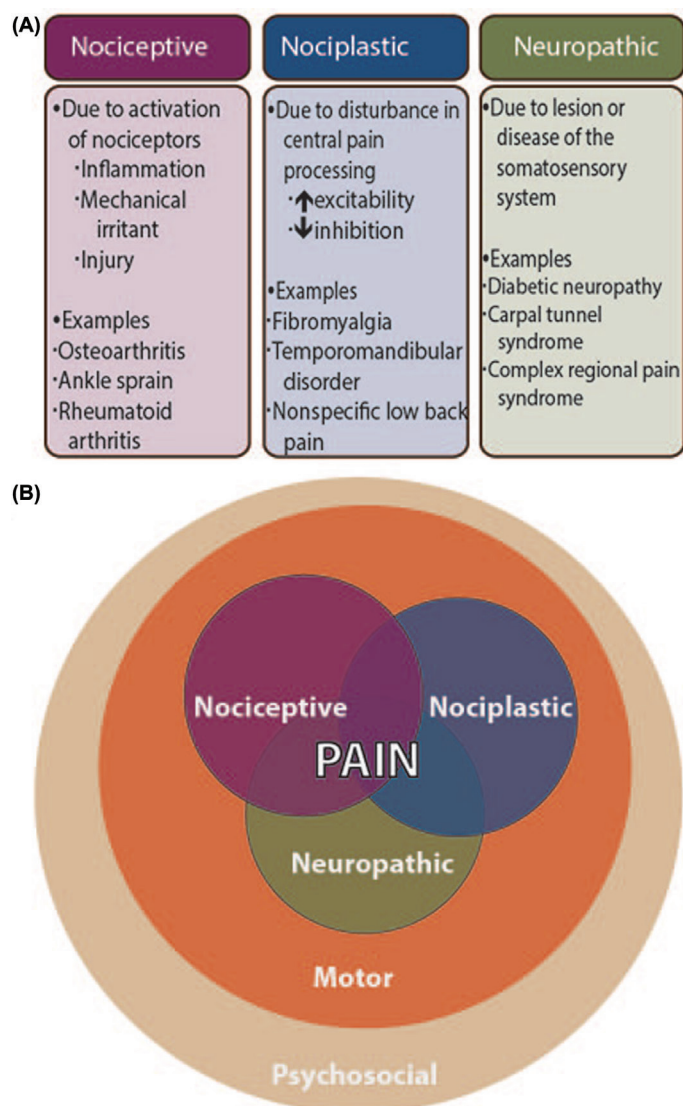 (A)
Nociceptive
•Due to activation
of nociceptors
·Inflammation
·Mechanical
irritant
·Injury
•Examples
·Osteoarthritis
·Ankle sprain
·Rheumatoid
arthritis
Nociplastic
•Due to disturbance in
central pain
processing
·↑excitability
·↓inhibition
•Examples
·Fibromyalgia
·Temporomandibular
disorder
·Nonspecific low back
pain
Neuropathic
•Due to lesion or
disease of the
somatosensory
system
•Examples
·Diabetic neuropathy
·Carpal tunnel
syndrome
·Complex regional pain
syndrome
(B)
Nociceptive
Nociplastic
PAIN
Neuropathic
Motor
Psychosocial